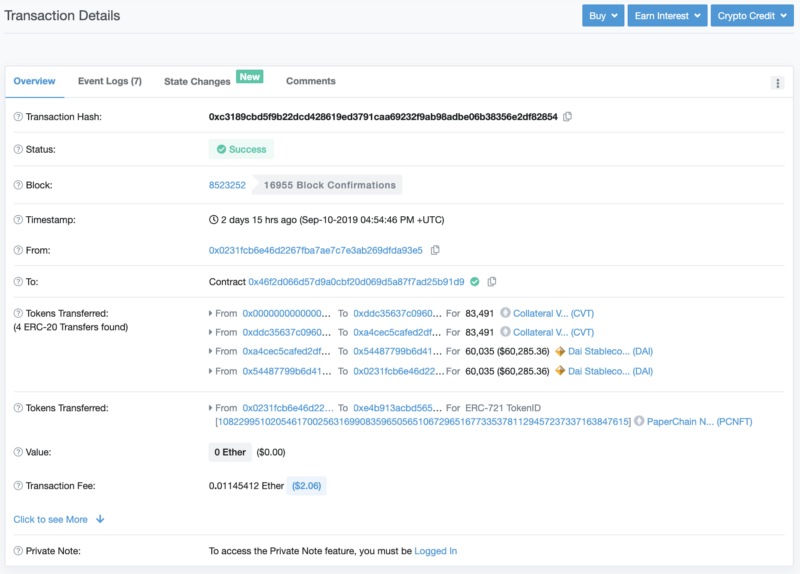 Transaction Details
Buy
Earn Interest
Crypto Credit
Overview
Event Logs (7)
State Changes
New
Comments
Transaction Hash:
0xc3189cbd5f9b22dcd428619ed3791caa69232f9ab98adbe06b38356e2df82854
Status:
Success
Block:
8523252
16955 Block Confirmations
Timestamp:
2 days 15 hrs ago (Sep-10-2019 04:54:46 PM +UTC)
From:
0x0231fcb6e46d2267fba7ae7c7e3ab269dfda93e5
To:
Contract 0x46f2d066d57d9a0cbf20d069d5a87f7ad25b91d9
Tokens Transferred:
(4 ERC-20 Transfers found)
From 0x0000000000000... To 0xddc35637c0960... For 83,491 Collateral V... (CVT)
From 0xddc35637c0960... To 0xa4cec5cafed2df... For 83,491 Collateral V... (CVT)
From 0xa4cec5cafed2df... To 0x54487799b6d41... For 60,035 ($60,285.36) Dai Stableco... (DAI)
From 0x54487799b6d41... To 0x0231fcb6e46d22... For 60,035 ($60,285.36) Dai Stableco... (DAI)
Tokens Transferred:
From 0x0231fcb6e46d22... To 0xe4b913acbd565... For ERC-721 TokenID
[108229951020546170025631699083596505651067296516773353781129457237337163847615] PaperChain N... (PCNFT)
Value:
0 Ether ($0.00)
Transaction Fee:
0.01145412 Ether ($2.06)
Click to see More
Private Note:
To access the Private Note feature, you must be Logged In